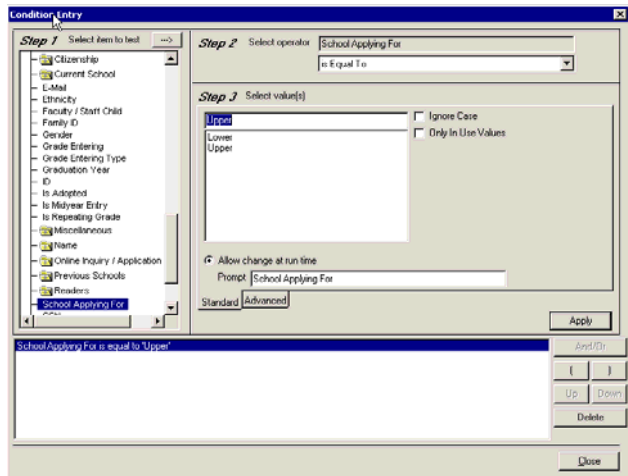 Condition Entry
Step 1 Select item to test --->
Citizenship
Current School
E-Mail
Ethnicity
Faculty / Staff Child
Family ID
Gender
Grade Entering
Grade Entering Type
Graduation Year
ID
Is Adopted
Is Midyear Entry
Is Repeating Grade
Miscellaneous
Name
Online Inquiry / Application
Previous Schools
Readers
School Applying For
Step 2 Select operator School Applying For
is Equal To
Step 3 Select value(s)
Upper
Lower
Upper
Ignore Case
Only In Use Values
Allow change at run time
Prompt School Applying For
Standard Advanced
Apply
School Applying For is equal to 'Upper'
And/Or
( )
Up Down
Delete
Close